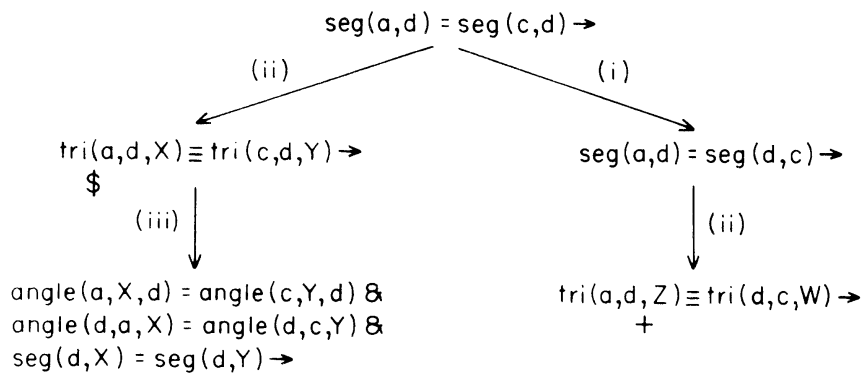 seg(a,d) = seg(c,d) →
(ii)
(i)
tri(a,d,X) ≡ tri(c,d,Y) →
$
seg(a,d) = seg(d,c) →
(iii)
(ii)
angle(a,X,d) = angle(c,Y,d) &
angle(d,a,X) = angle(d,c,Y) &
seg(d,X) = seg(d,Y) →
tri(a,d,Z) ≡ tri(d,c,W) →
+